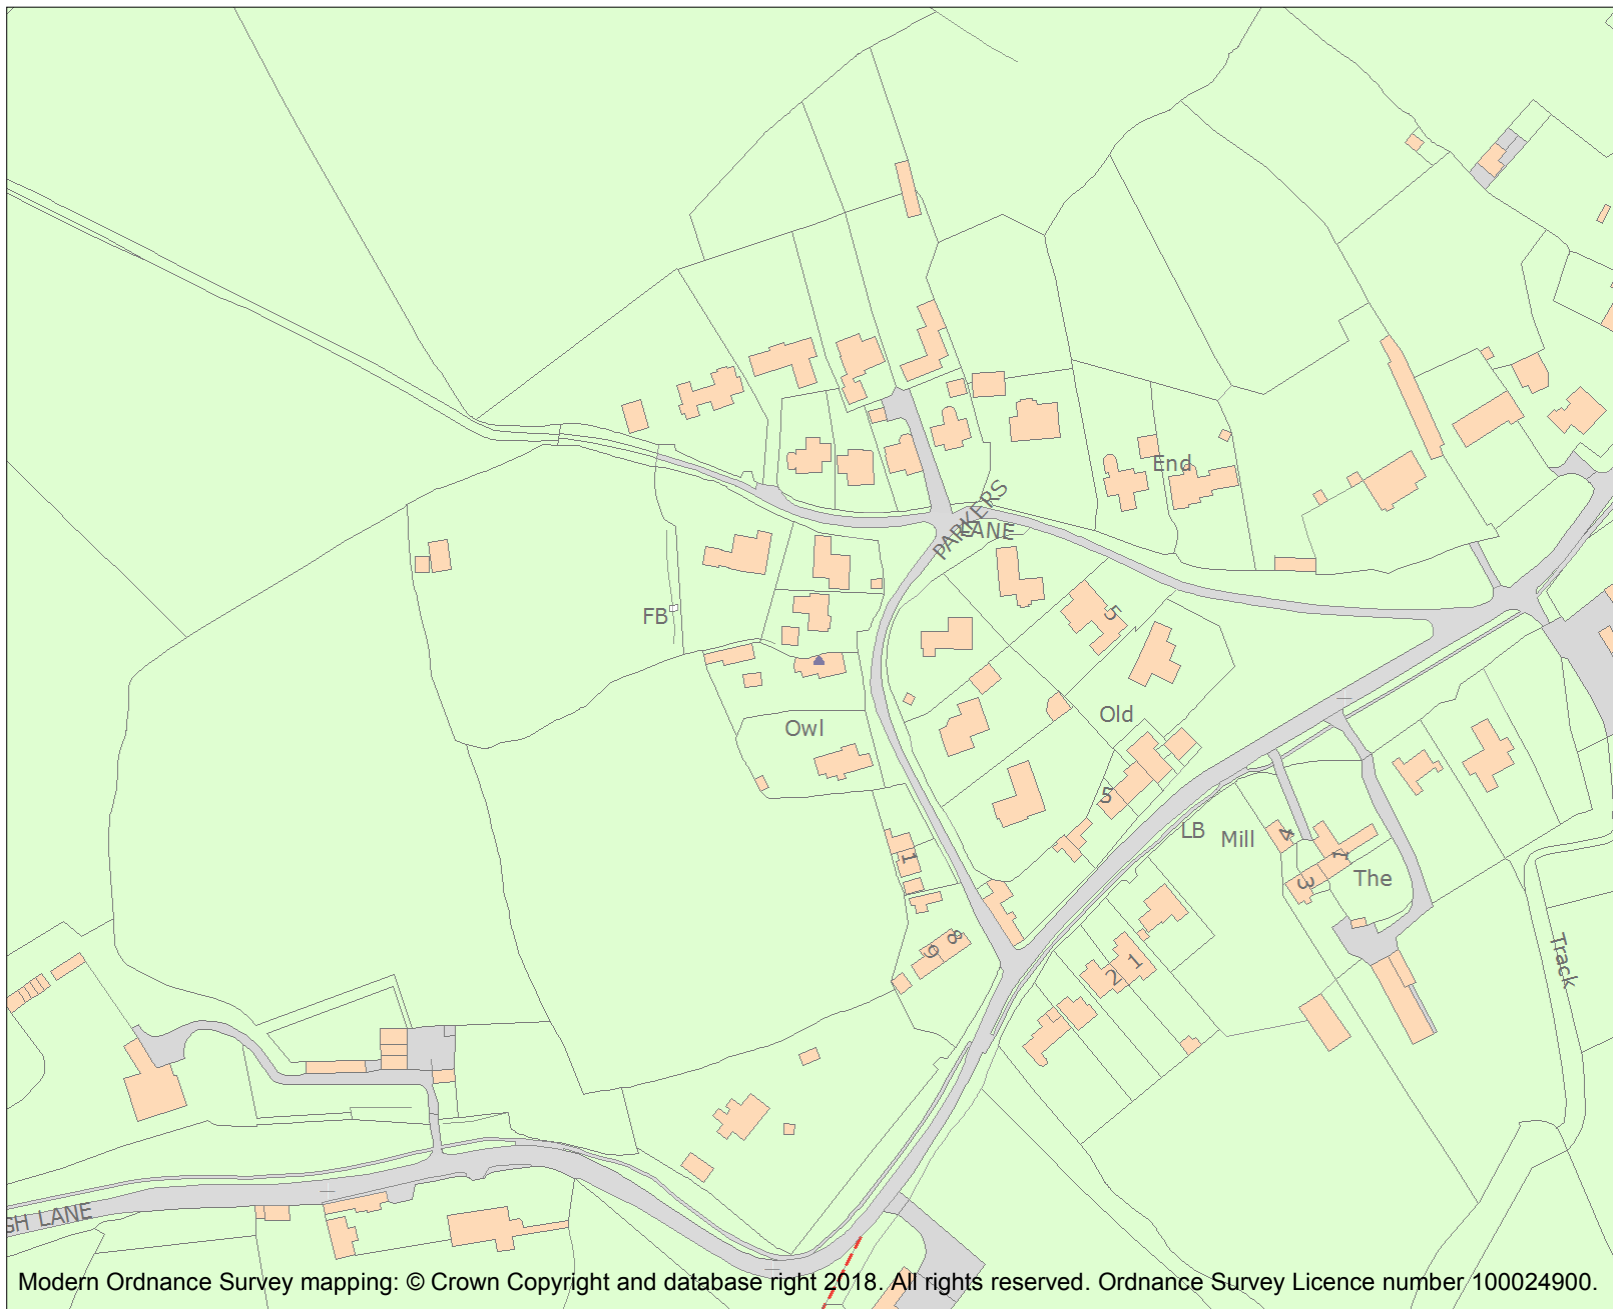 End
PARKERS
LANE
FB
5
Old
Owl
5
LB
Mill
4
1
3
The
1
8
9
1
2
Track
GH LANE
Modern Ordnance Survey mapping: © Crown Copyright and database right 2018. All rights reserved. Ordnance Survey Licence number 100024900.